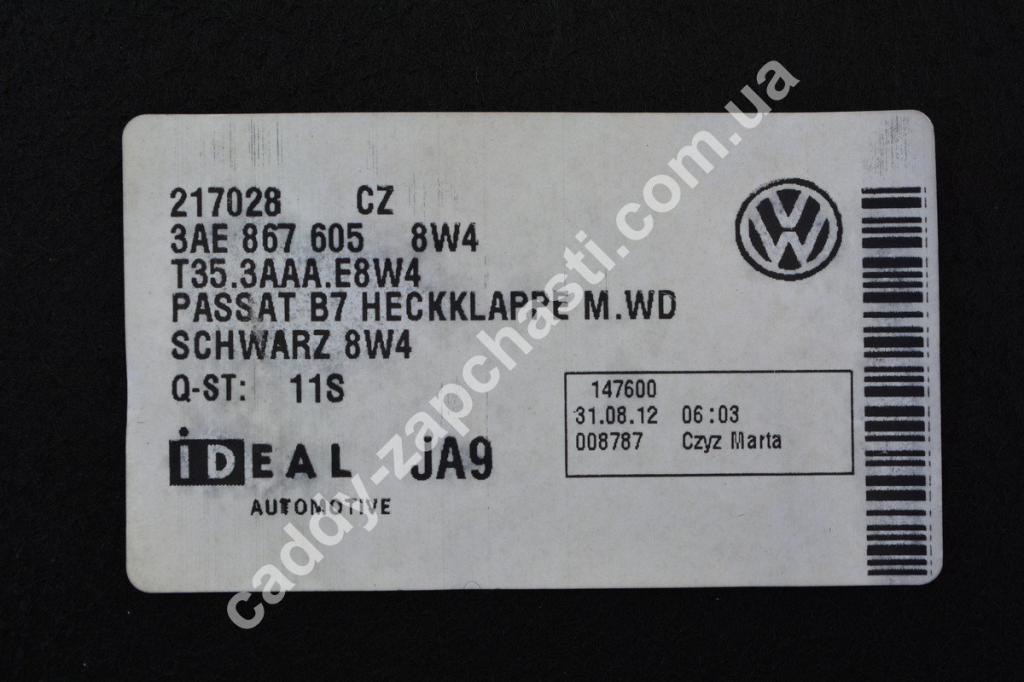 217028 CZ
3AE 867 605 8W4
T35.3AAA.E8W4
PASSAT B7 HECKKLAPPE M.WD
SCHWARZ 8W4
Q-ST: 11S
147600
31.08.12 06:03
008787 Czyz Marta
iDEAL JA9
AUTOMOTIVE
VW
caddy-zapchasti.com.ua